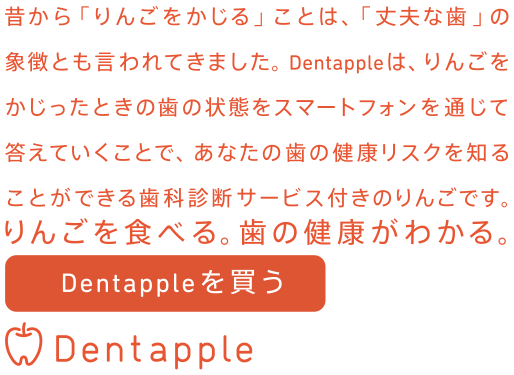 昔から「りんごをかじる」ことは、「丈夫な歯」の
象徴とも言われてきました。Dentappleは、りんごを
かじったときの歯の状態をスマートフォンを通じて
答えていくことで、あなたの歯の健康リスクを知る
ことができる歯科診断サービス付きのりんごです。
りんごを食べる。歯の健康がわかる。
Dentappleを買う
Dentapple